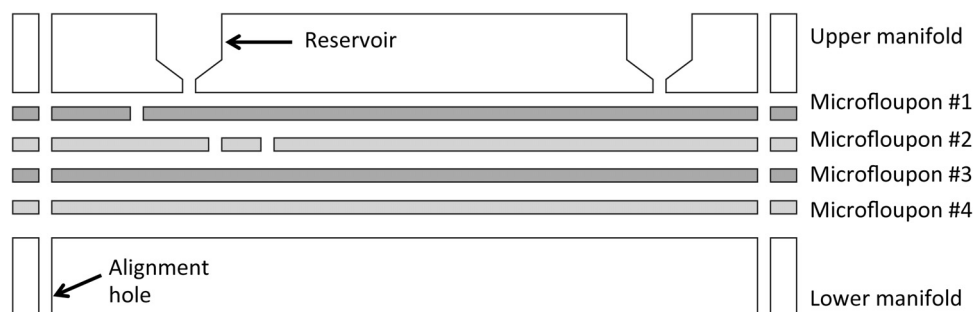 Reservoir
Upper manifold
Microfloupon #1
Microfloupon #2
Microfloupon #3
Microfloupon #4
Alignment
hole
Lower manifold